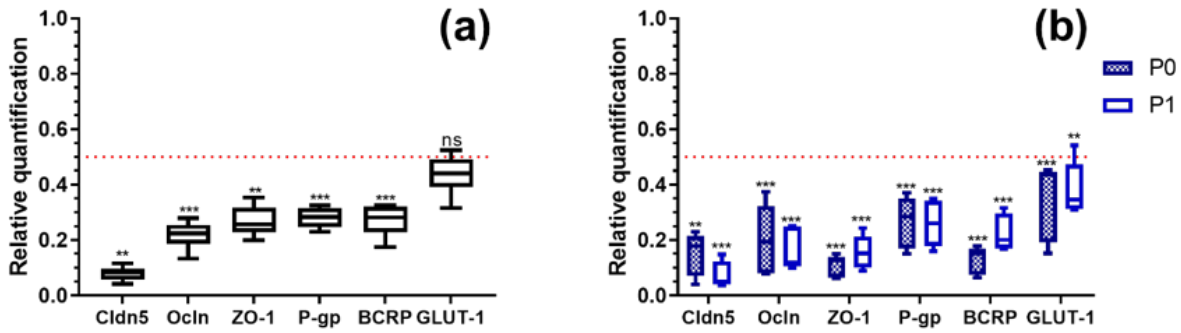 (a)
Relative quantification
1.0
0.8
0.6
0.4
0.2
0.0
** *** ** *** *** ns
Cldn5 Ocln ZO-1 P-gp BCRP GLUT-1
(b)
Relative quantification
1.0
0.8
0.6
0.4
0.2
0.0
** *** *** *** *** *** *** *** *** *** *** **
Cldn5 Ocln ZO-1 P-gp BCRP GLUT-1
P0
P1